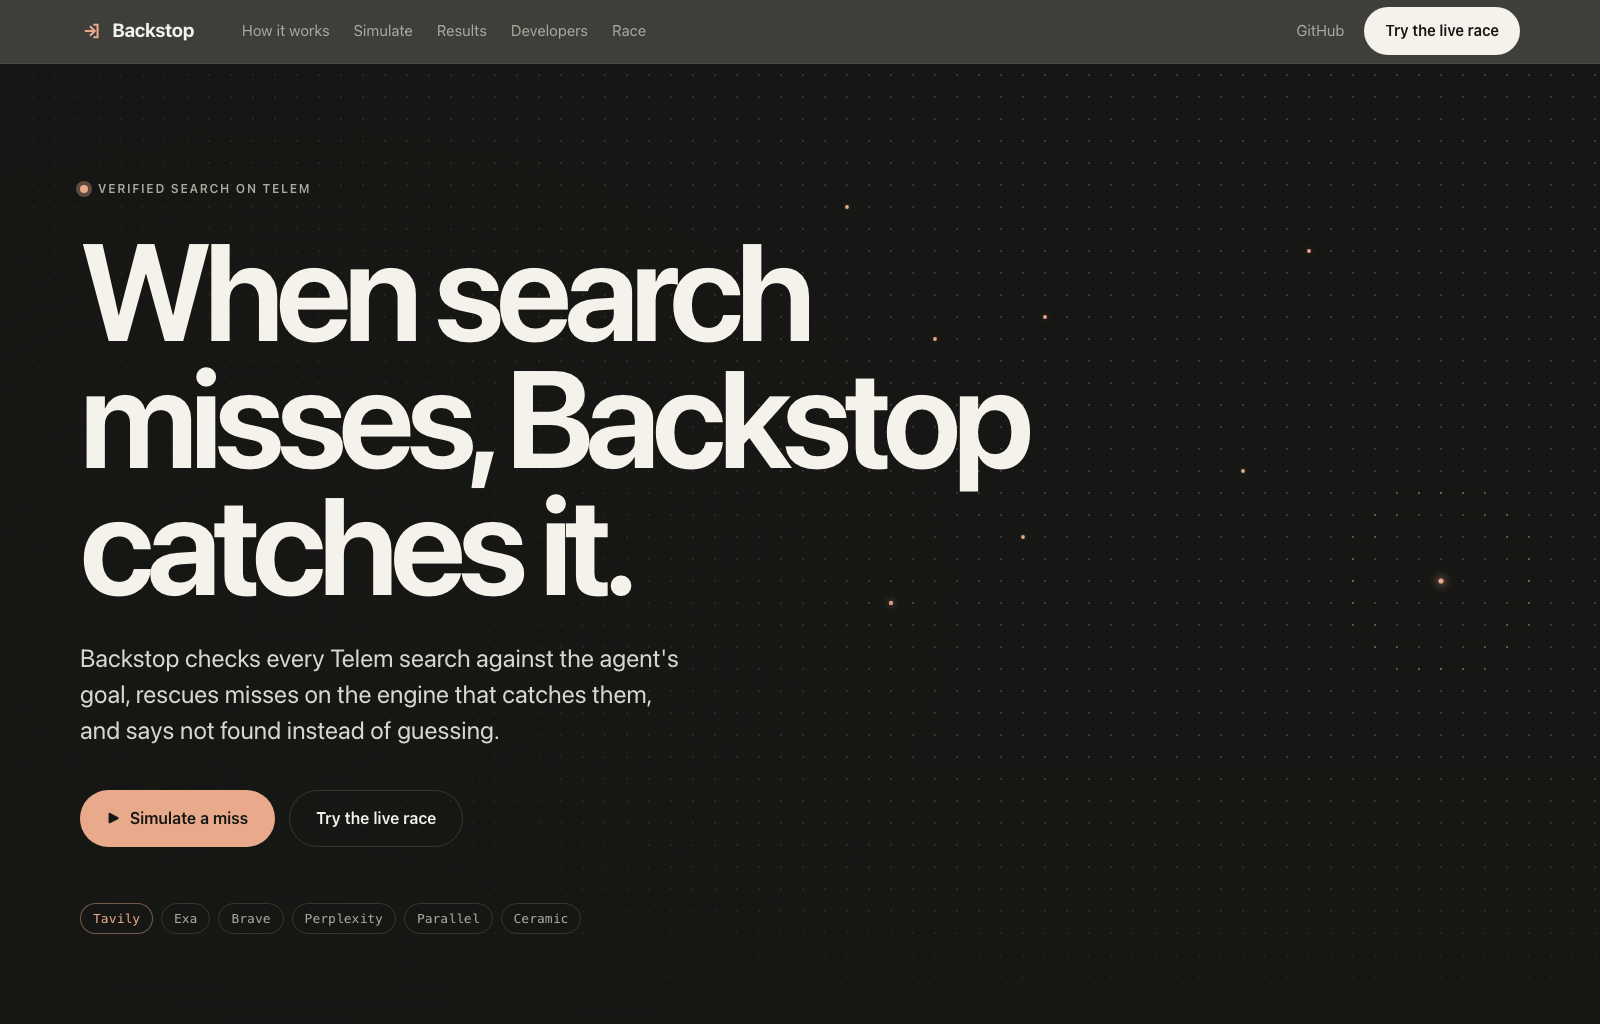 Backstop
How it works
Simulate
Results
Developers
Race
GitHub
Try the live race
VERIFIED SEARCH ON TELEM
When search
misses, Backstop
catches it.
Backstop checks every Telem search against the agent's
goal, rescues misses on the engine that catches them,
and says not found instead of guessing.
Simulate a miss
Try the live race
Tavily
Exa
Brave
Perplexity
Parallel
Ceramic